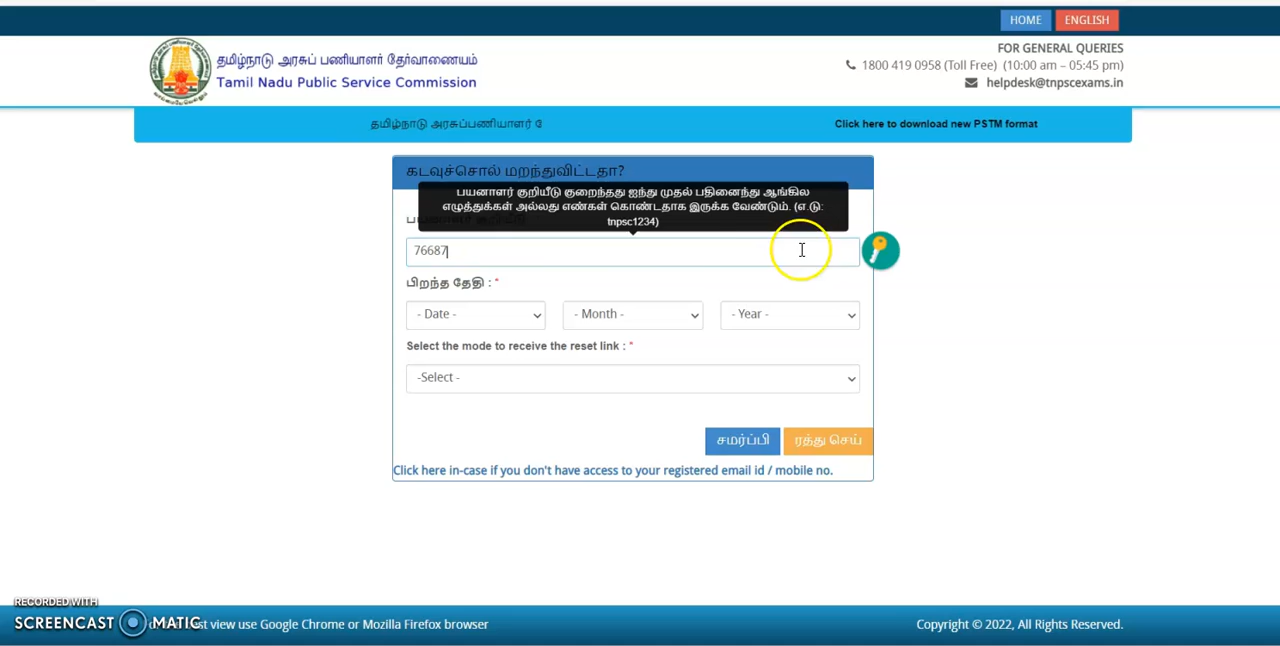 HOME ENGLISH
தமிழ்நாடு அரசுப் பணியாளர் தேர்வாணையம்
Tamil Nadu Public Service Commission
FOR GENERAL QUERIES
1800 419 0958 (Toll Free) (10:00 am – 05:45 pm)
helpdesk@tnpscexams.in
தமிழ்நாடு அரசுப்பணியாளர் ே
Click here to download new PSTM format
கடவுச்சொல் மறந்துவிட்டதா?
பயனாளர் குறியீடு குறைந்தது ஐந்து முதல் பதினைந்து ஆங்கில
எழுத்துக்கள் அல்லது எண்கள் கொண்டதாக இருக்க வேண்டும். (எ.டு:
tnpsc1234)
76687
பிறந்த தேதி : *
- Date - - Month - - Year -
Select the mode to receive the reset link : *
-Select -
சமர்ப்பி ரத்து செய்
Click here in-case if you don't have access to your registered email id / mobile no.
RECORDED WITH
SCREENCAST MATIC
st view use Google Chrome or Mozilla Firefox browser
Copyright © 2022, All Rights Reserved.